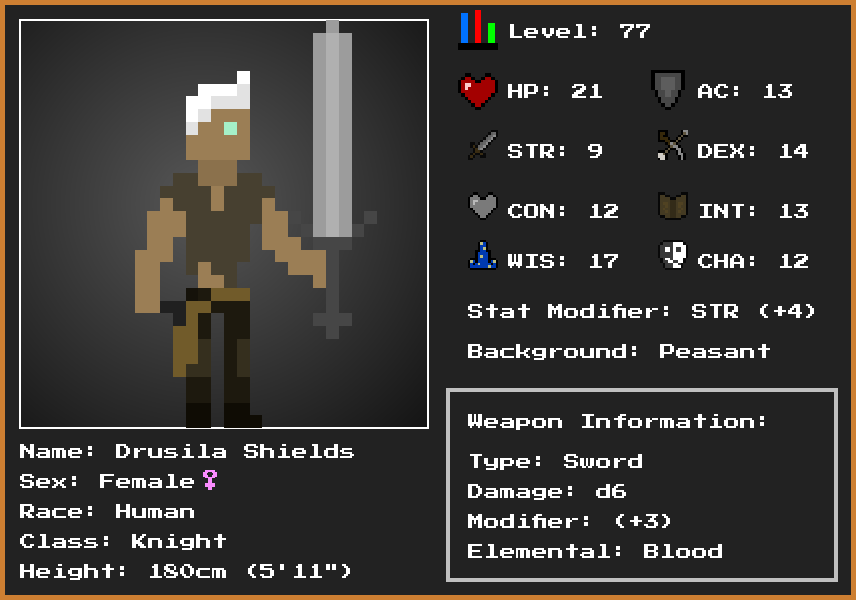 Level: 77
HP: 21
AC: 13
STR: 9
DEX: 14
CON: 12
INT: 13
WIS: 17
CHA: 12
Stat Modifier: STR (+4)
Background: Peasant
Weapon Information:
Type: Sword
Damage: d6
Modifier: (+3)
Elemental: Blood
Name: Drusila Shields
Sex: Female♀
Race: Human
Class: Knight
Height: 180cm (5'11")